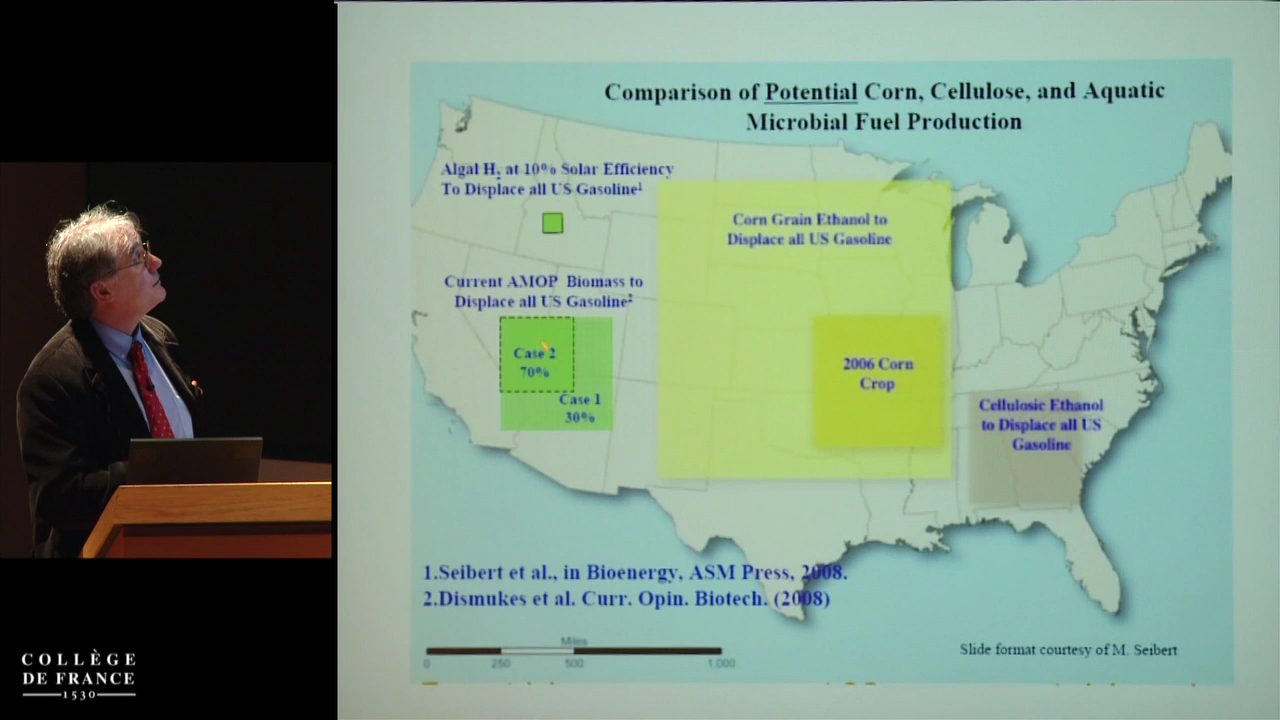 Comparison of Potential Corn, Cellulose, and Aquatic
Microbial Fuel Production
Algal H2 at 10% Solar Efficiency
To Displace all US Gasoline1
Corn Grain Ethanol to
Displace all US Gasoline
Current AMOP Biomass to
Displace all US Gasoline2
Case 2
70%
Case 1
30%
2006 Corn
Crop
Cellulosic Ethanol
to Displace all US
Gasoline
1.Seibert et al., in Bioenergy, ASM Press, 2008.
2.Dismukes et al. Curr. Opin. Biotech. (2008)
Miles
0 250 500 1,000
Slide format courtesy of M. Seibert
COLLÈGE
DE FRANCE
1530